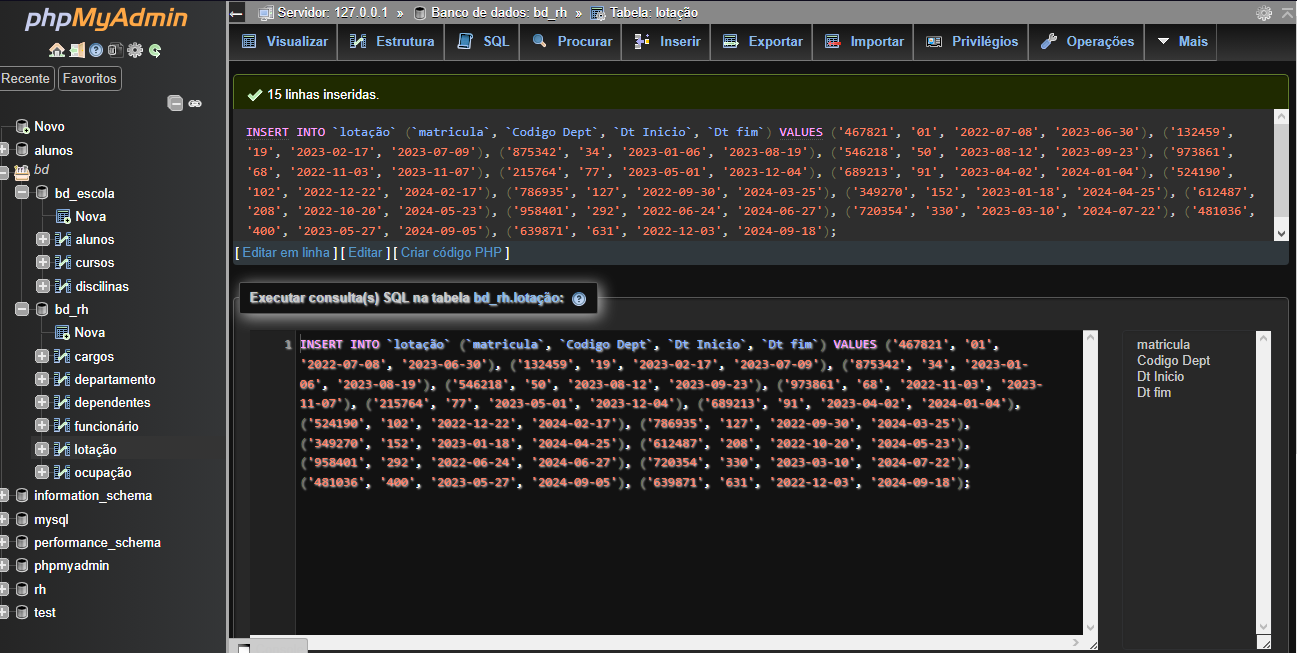 phpMyAdmin
Recente Favoritos
Novo
alunos
bd
bd_escola
Nova
alunos
cursos
discilinas
bd_rh
Nova
cargos
departamento
dependentes
funcionário
lotação
ocupação
information_schema
mysql
performance_schema
phpmyadmin
rh
test
Servidor: 127.0.0.1 » Banco de dados: bd_rh » Tabela: lotação
Visualizar Estrutura SQL Procurar Inserir Exportar Importar Privilégios Operações Mais
15 linhas inseridas.
INSERT INTO `lotação` (`matricula`, `Codigo Dept`, `Dt Inicio`, `Dt fim`) VALUES ('467821', '01', '2022-07-08', '2023-06-30'), ('132459',
'19', '2023-02-17', '2023-07-09'), ('875342', '34', '2023-01-06', '2023-08-19'), ('546218', '50', '2023-08-12', '2023-09-23'), ('973861',
'68', '2022-11-03', '2023-11-07'), ('215764', '77', '2023-05-01', '2023-12-04'), ('689213', '91', '2023-04-02', '2024-01-04'), ('524190',
'102', '2022-12-22', '2024-02-17'), ('786935', '127', '2022-09-30', '2024-03-25'), ('349270', '152', '2023-01-18', '2024-04-25'), ('612487',
'208', '2022-10-20', '2024-05-23'), ('958401', '292', '2022-06-24', '2024-06-27'), ('720354', '330', '2023-03-10', '2024-07-22'), ('481036',
'400', '2023-05-27', '2024-09-05'), ('639871', '631', '2022-12-03', '2024-09-18');
[ Editar em linha ] [ Editar ] [ Criar código PHP ]
Executar consulta(s) SQL na tabela bd_rh.lotação:
1 INSERT INTO `lotação` (`matricula`, `Codigo Dept`, `Dt Inicio`, `Dt fim`) VALUES ('467821', '01',
'2022-07-08', '2023-06-30'), ('132459', '19', '2023-02-17', '2023-07-09'), ('875342', '34', '2023-01-
06', '2023-08-19'), ('546218', '50', '2023-08-12', '2023-09-23'), ('973861', '68', '2022-11-03', '2023-
11-07'), ('215764', '77', '2023-05-01', '2023-12-04'), ('689213', '91', '2023-04-02', '2024-01-04'),
('524190', '102', '2022-12-22', '2024-02-17'), ('786935', '127', '2022-09-30', '2024-03-25'),
('349270', '152', '2023-01-18', '2024-04-25'), ('612487', '208', '2022-10-20', '2024-05-23'),
('958401', '292', '2022-06-24', '2024-06-27'), ('720354', '330', '2023-03-10', '2024-07-22'),
('481036', '400', '2023-05-27', '2024-09-05'), ('639871', '631', '2022-12-03', '2024-09-18');
matricula
Codigo Dept
Dt Inicio
Dt fim